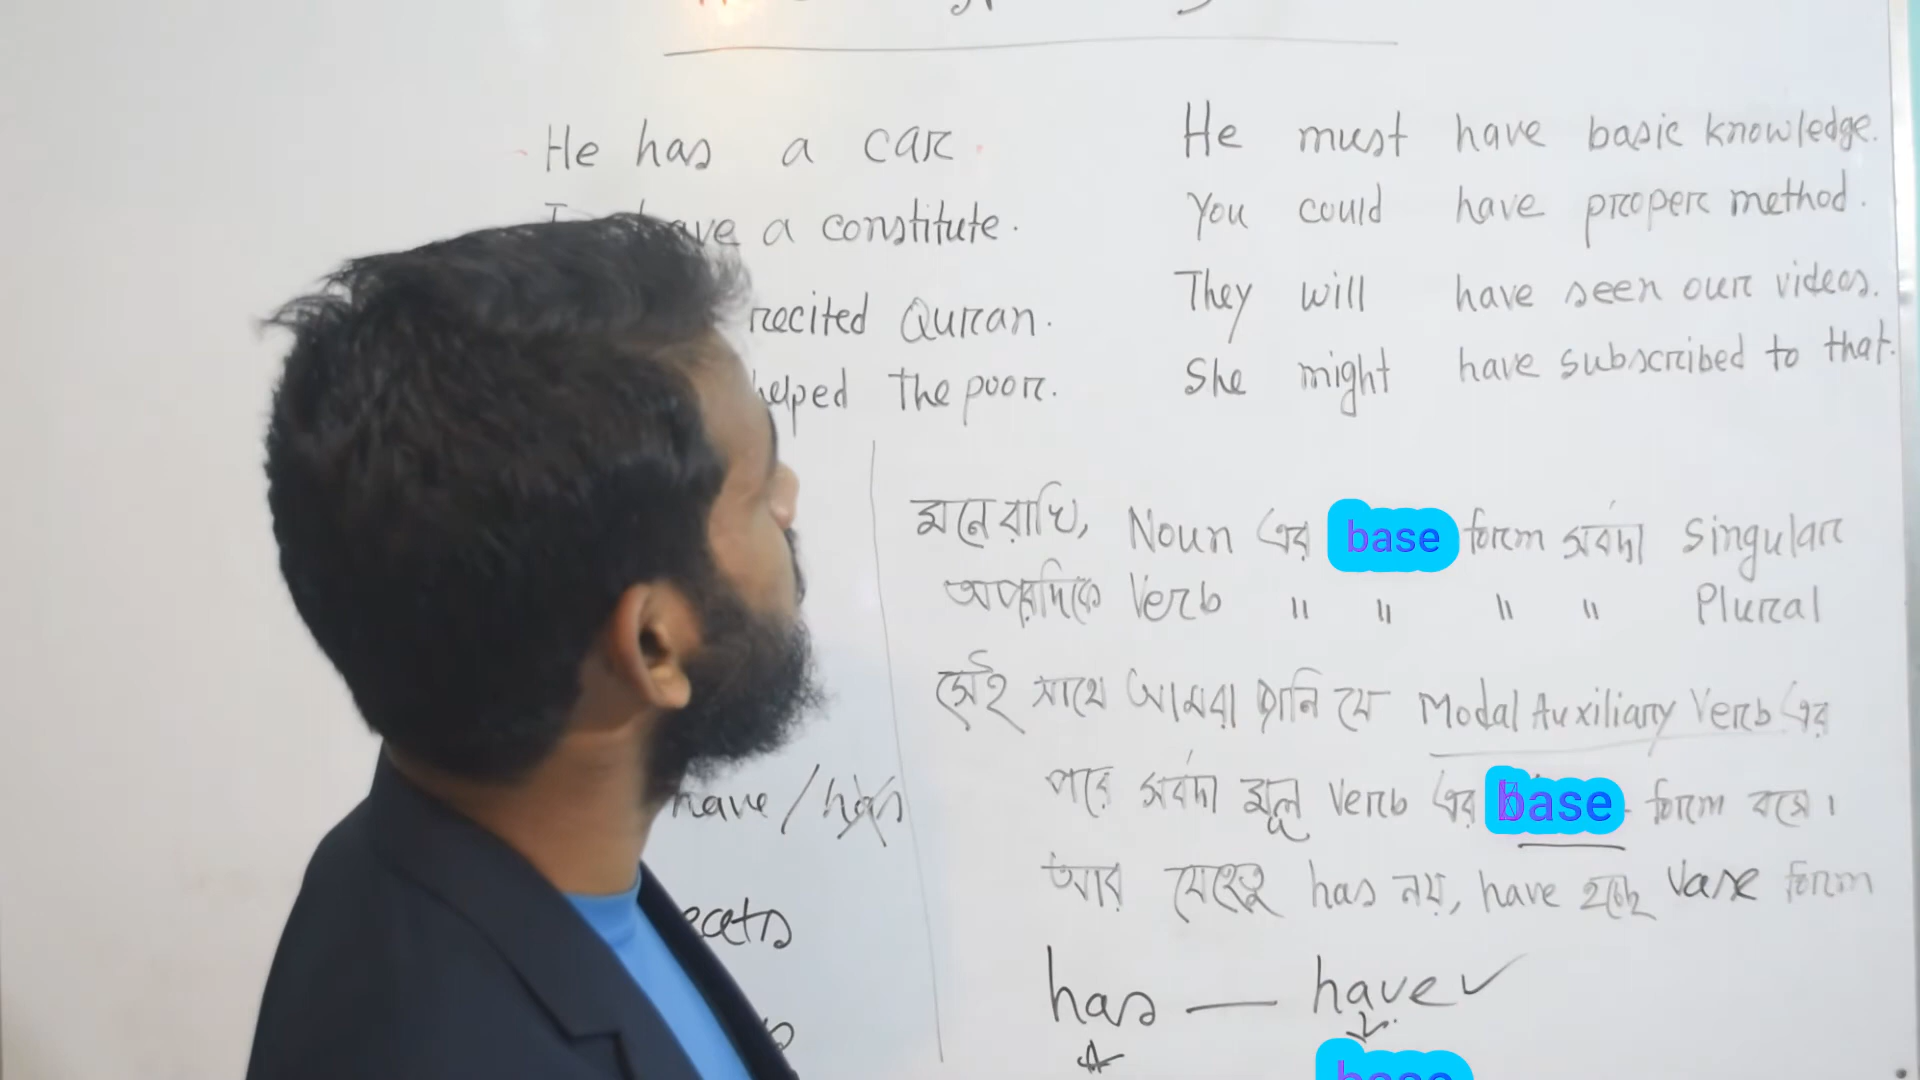 He has a car.
have a constitute.
recited Quran.
helped the poor.
He must have basic knowledge.
You could have proper method.
They will have seen our videos.
She might have subscribed to that.
মনে রাখি, Noun এর base form সর্বদা Singular
অপরদিকে Verb " " " " Plural
সেই সাথে আমরা জানি যে Modal Auxiliary Verb এর
পরে সর্বদা মূল Verb এর base form বসে।
আর যেহেতু has নয়, have হচ্ছে Vase form
have / has
has — have ✓
base